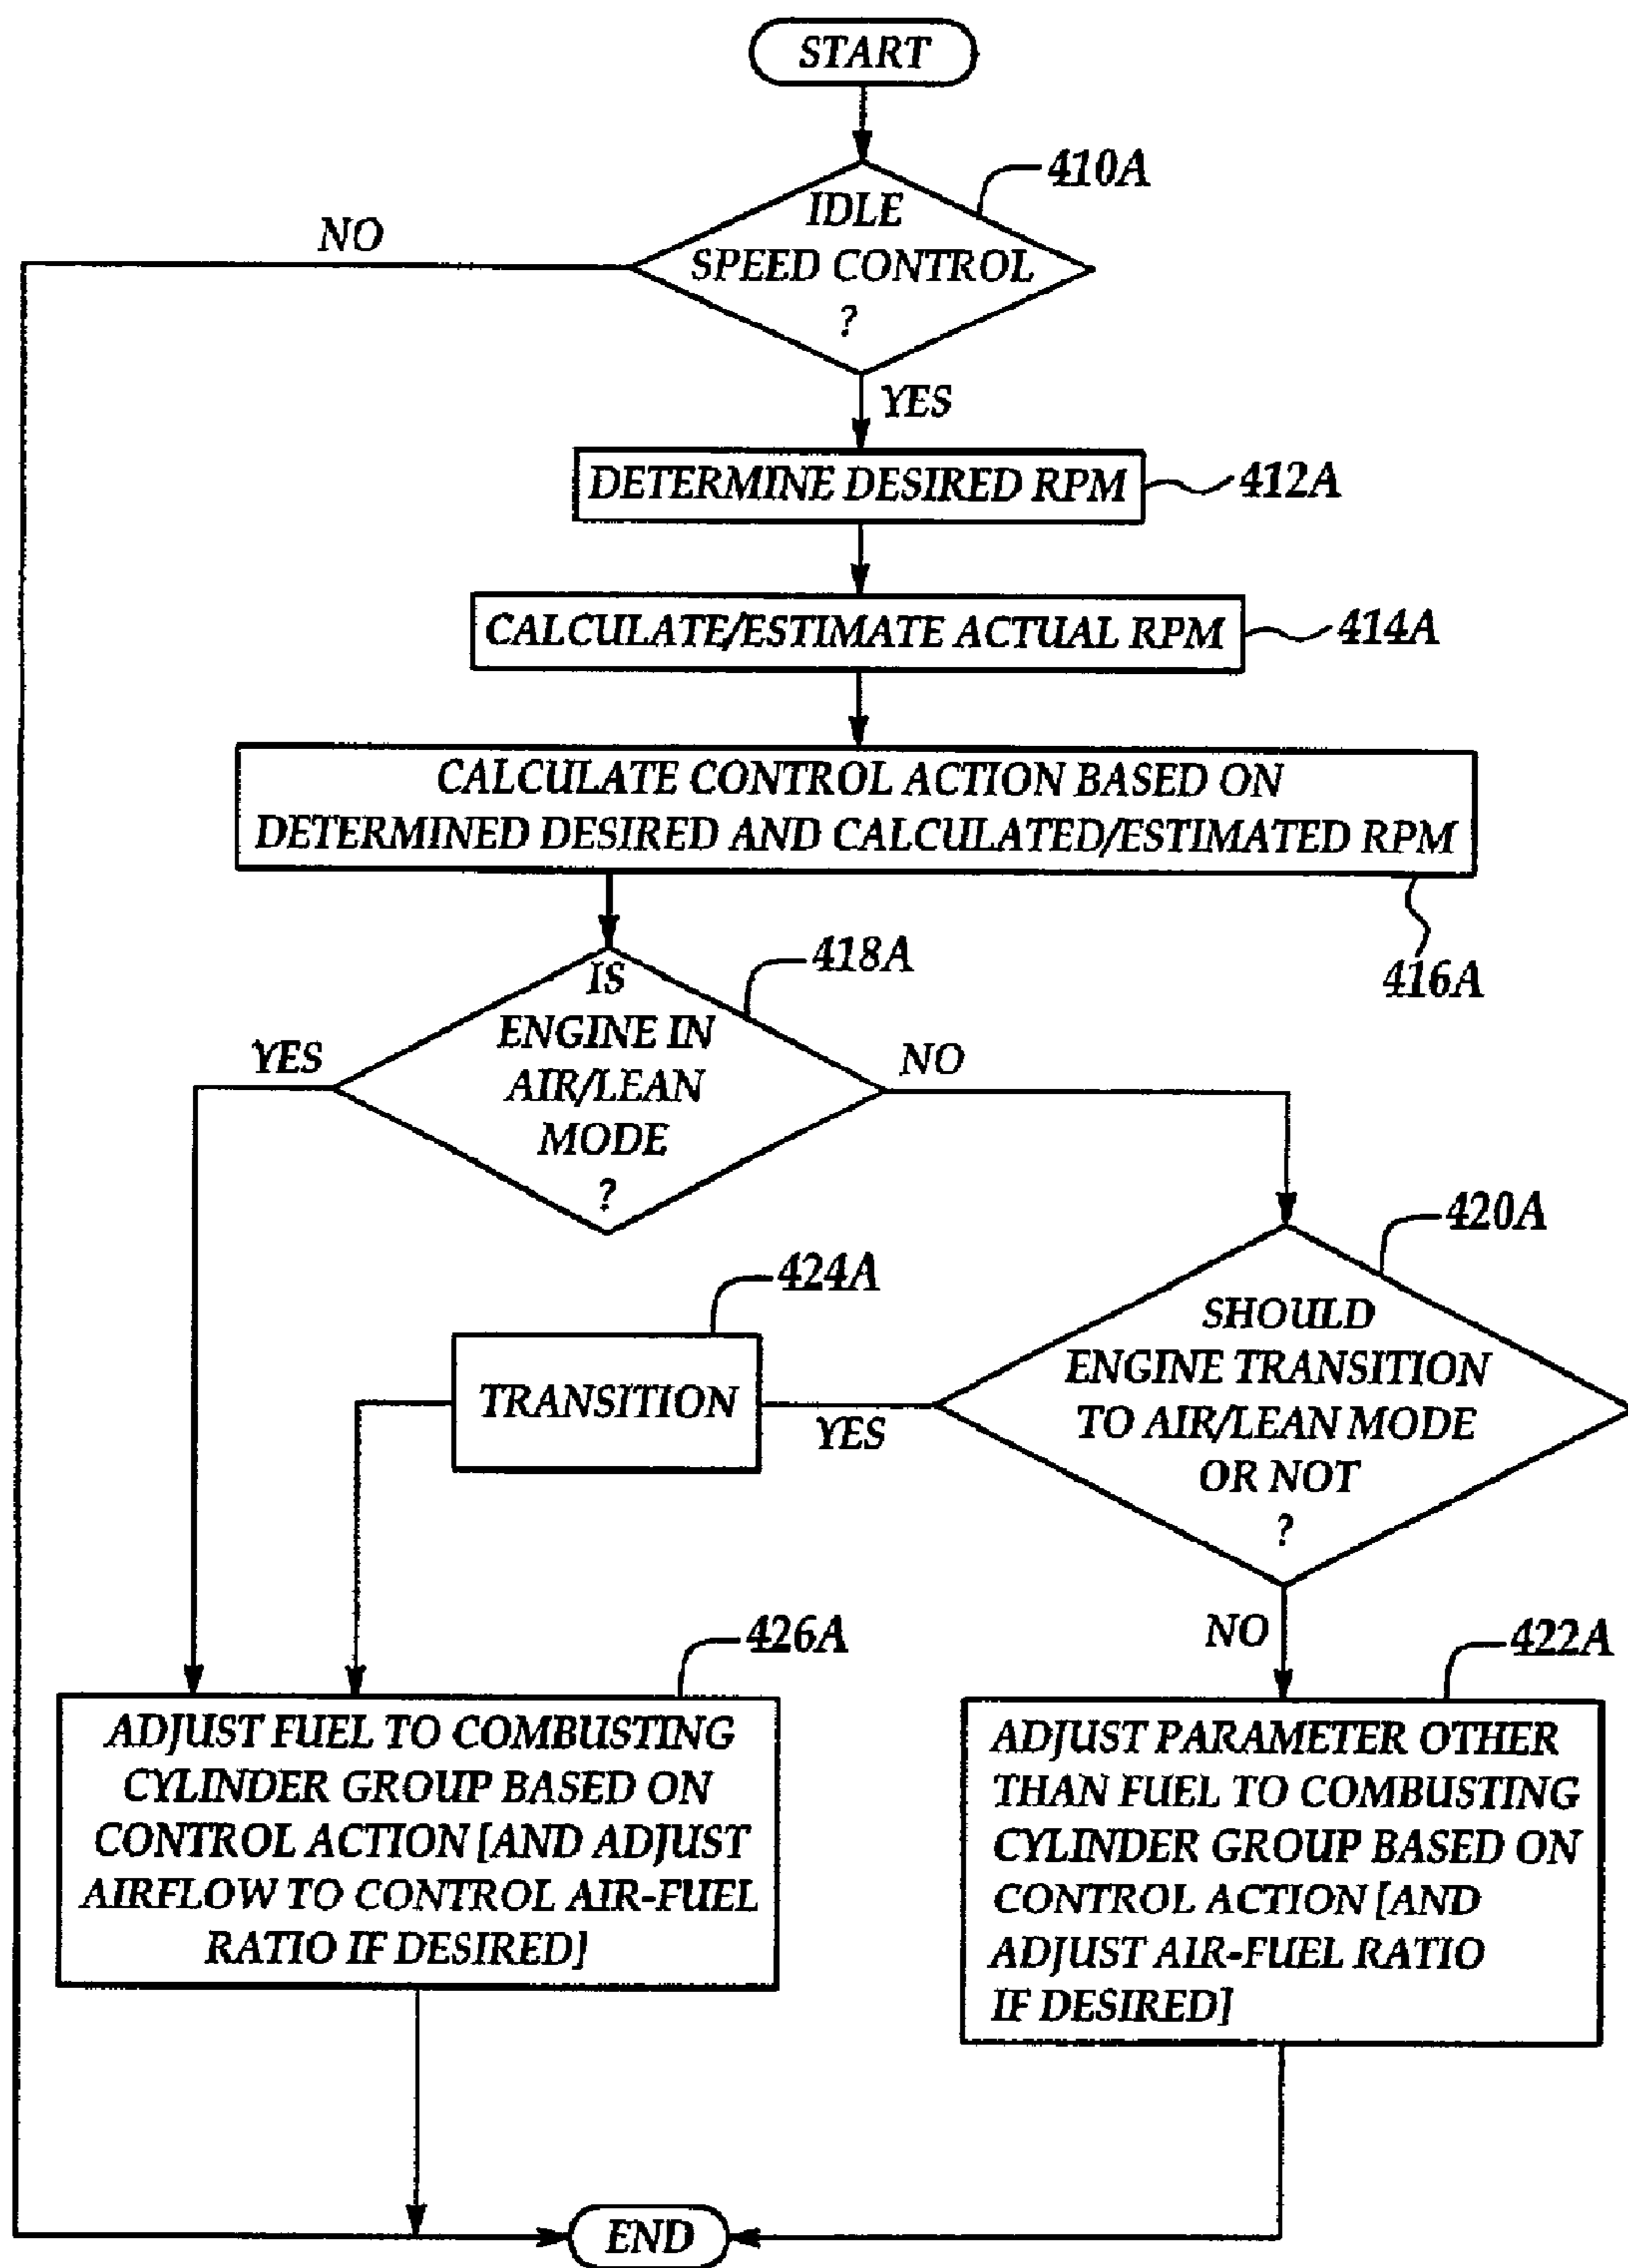 START
410A
IDLE
SPEED CONTROL
?
NO
YES
DETERMINE DESIRED RPM
412A
CALCULATE/ESTIMATE ACTUAL RPM
414A
CALCULATE CONTROL ACTION BASED ON
DETERMINED DESIRED AND CALCULATED/ESTIMATED RPM
416A
418A
IS
ENGINE IN
AIR/LEAN
MODE
?
YES
NO
420A
SHOULD
ENGINE TRANSITION
TO AIR/LEAN MODE
OR NOT
?
424A
TRANSITION
YES
NO
426A
ADJUST FUEL TO COMBUSTING
CYLINDER GROUP BASED ON
CONTROL ACTION [AND ADJUST
AIRFLOW TO CONTROL AIR-FUEL
RATIO IF DESIRED]
422A
ADJUST PARAMETER OTHER
THAN FUEL TO COMBUSTING
CYLINDER GROUP BASED ON
CONTROL ACTION [AND
ADJUST AIR-FUEL RATIO
IF DESIRED]
END